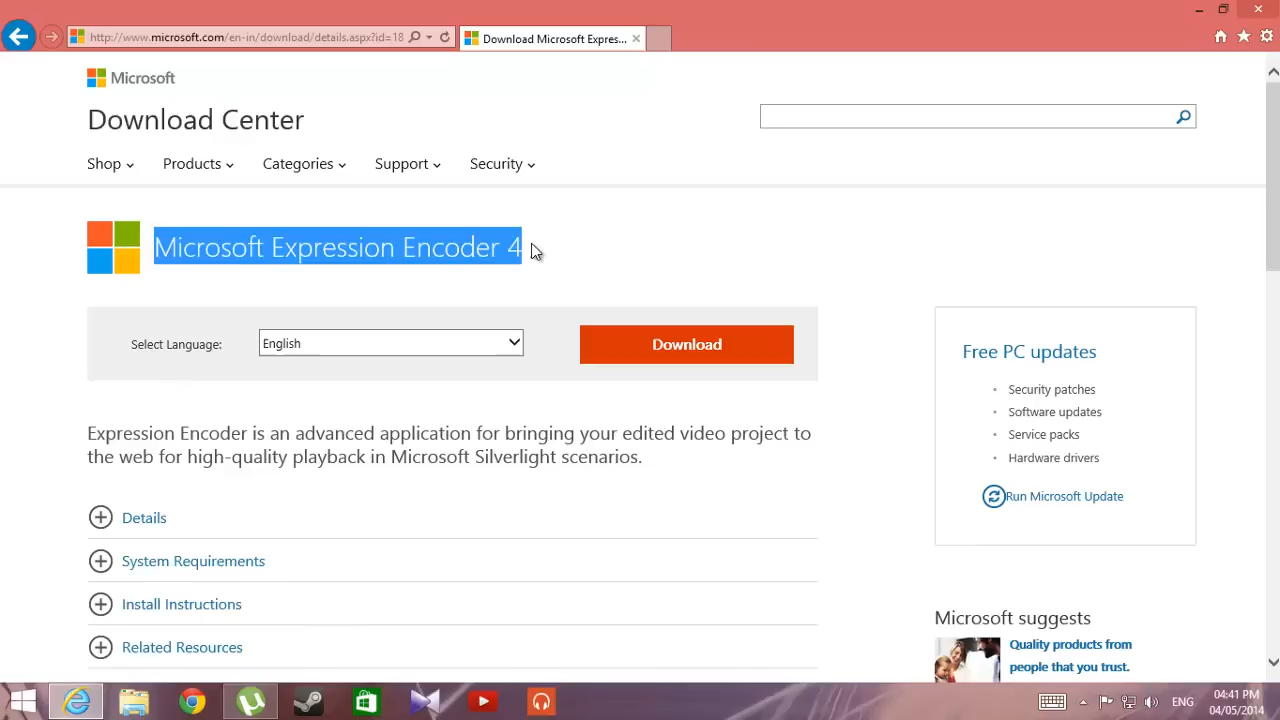 http://www.microsoft.com/en-in/download/details.aspx?id=18
Download Microsoft Expres...
Microsoft
Download Center
Shop
Products
Categories
Support
Security
Microsoft Expression Encoder 4
Select Language:
English
Download
Expression Encoder is an advanced application for bringing your edited video project to
the web for high-quality playback in Microsoft Silverlight scenarios.
Details
System Requirements
Install Instructions
Related Resources
Free PC updates
• Security patches
• Software updates
• Service packs
• Hardware drivers
Run Microsoft Update
Microsoft suggests
Quality products from
people that you trust.
ENG
04:41 PM
04/05/2014